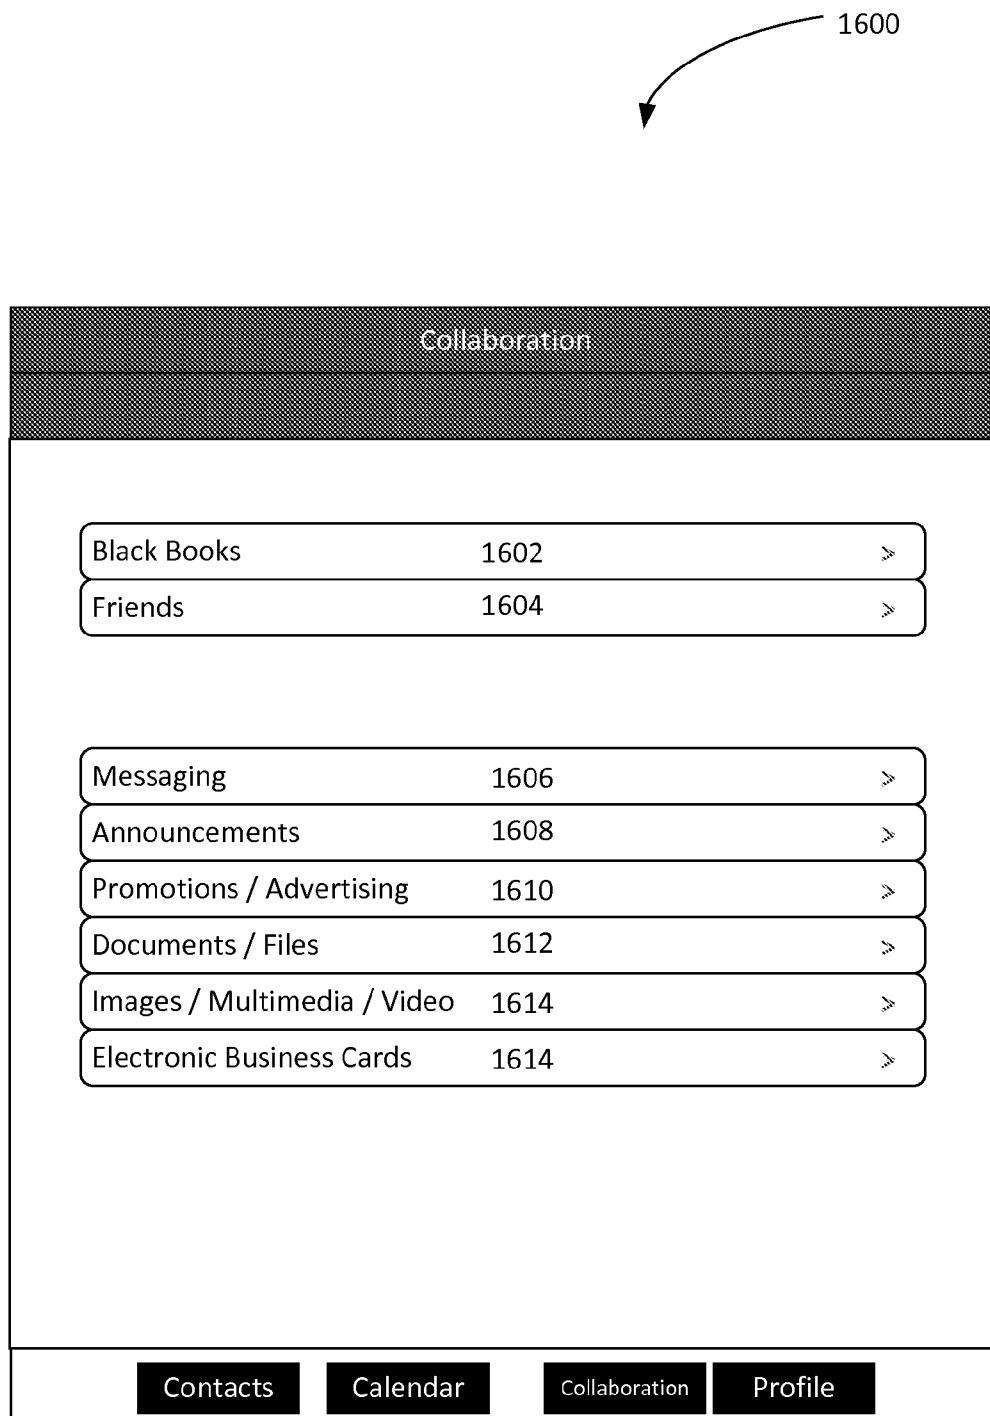 1600
Collaboration
Black Books 1602 >
Friends 1604 >
Messaging 1606 >
Announcements 1608 >
Promotions / Advertising 1610 >
Documents / Files 1612 >
Images / Multimedia / Video 1614 >
Electronic Business Cards 1614 >
Contacts Calendar Collaboration Profile